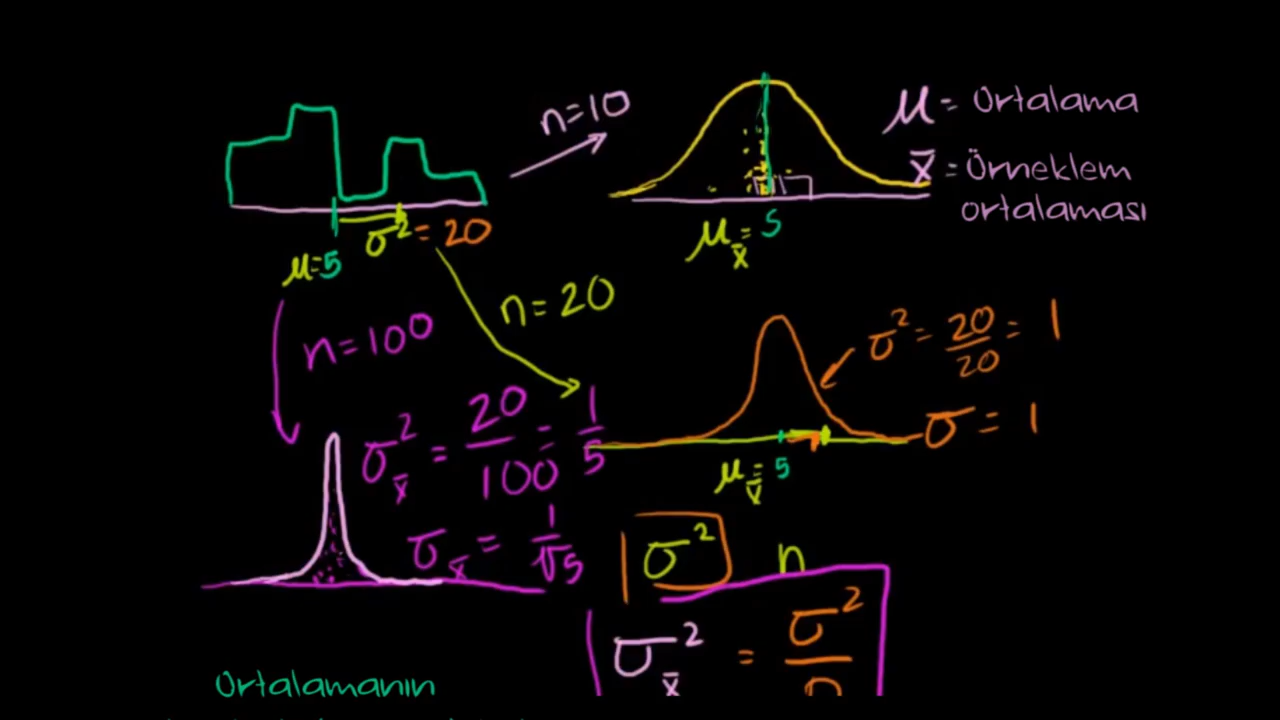 n=10
μ = Ortalama
x̄ = Örneklem
ortalaması
σ² = 20
μ=5
μx̄ = 5
n=20
n=100
σ² = 20/20 = 1
σ = 1
σx̄² = 20/100 = 1/5
μx̄ = 5
σx̄ = 1/√5
σ² n
σx̄² = σ²/n
Ortalamanın